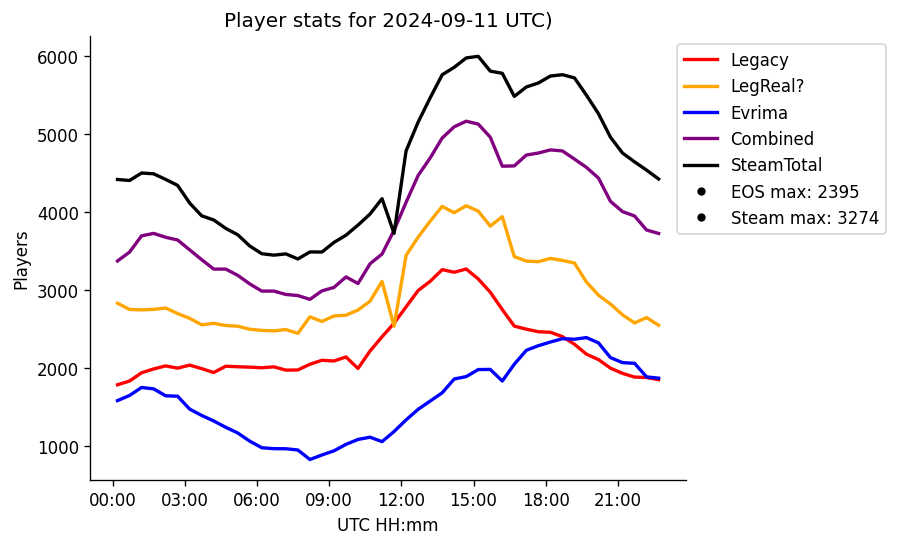 Player stats for 2024-09-11 UTC)
6000
5000
4000
3000
2000
1000
Players
00:00 03:00 06:00 09:00 12:00 15:00 18:00 21:00
UTC HH:mm
Legacy
LegReal?
Evrima
Combined
SteamTotal
EOS max: 2395
Steam max: 3274